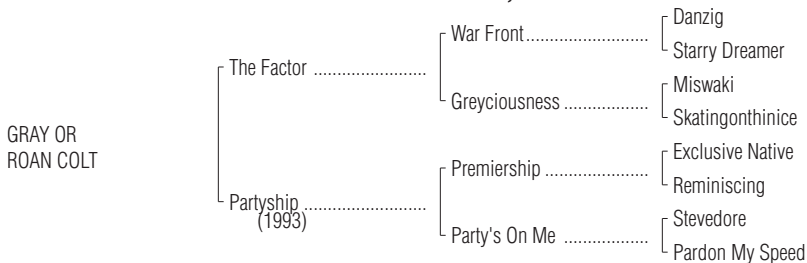 Danzig
War Front..............................
Starry Dreamer
The Factor ...........................
Miswaki
Greyciousness .....................
Skatingonthinice
GRAY OR
ROAN COLT
Exclusive Native
Premiership .........................
Reminiscing
Partyship .............................
(1993)
Stevedore
Party's On Me ....................
Pardon My Speed